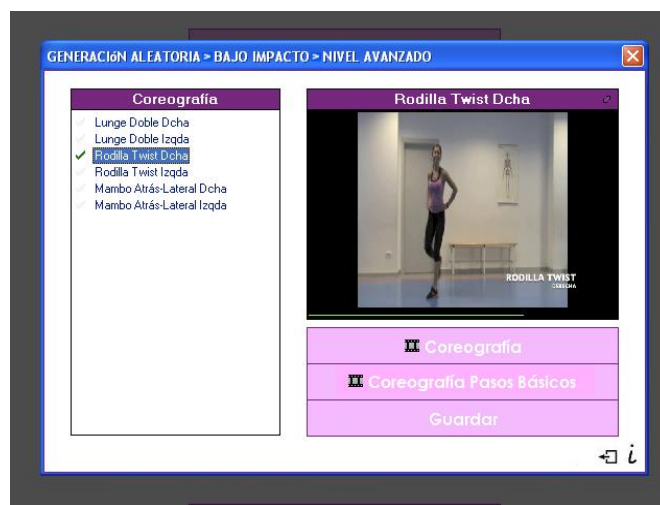 GENERACIóN ALEATORIA > BAJO IMPACTO > NIVEL AVANZADO
Coreografía
Lunge Doble Dcha
Lunge Doble Izqda
Rodilla Twist Dcha
Rodilla Twist Izqda
Mambo Atrás-Lateral Dcha
Mambo Atrás-Lateral Izqda
Rodilla Twist Dcha
RODILLA TWIST
DERECHA
Coreografía
Coreografía Pasos Básicos
Guardar
i